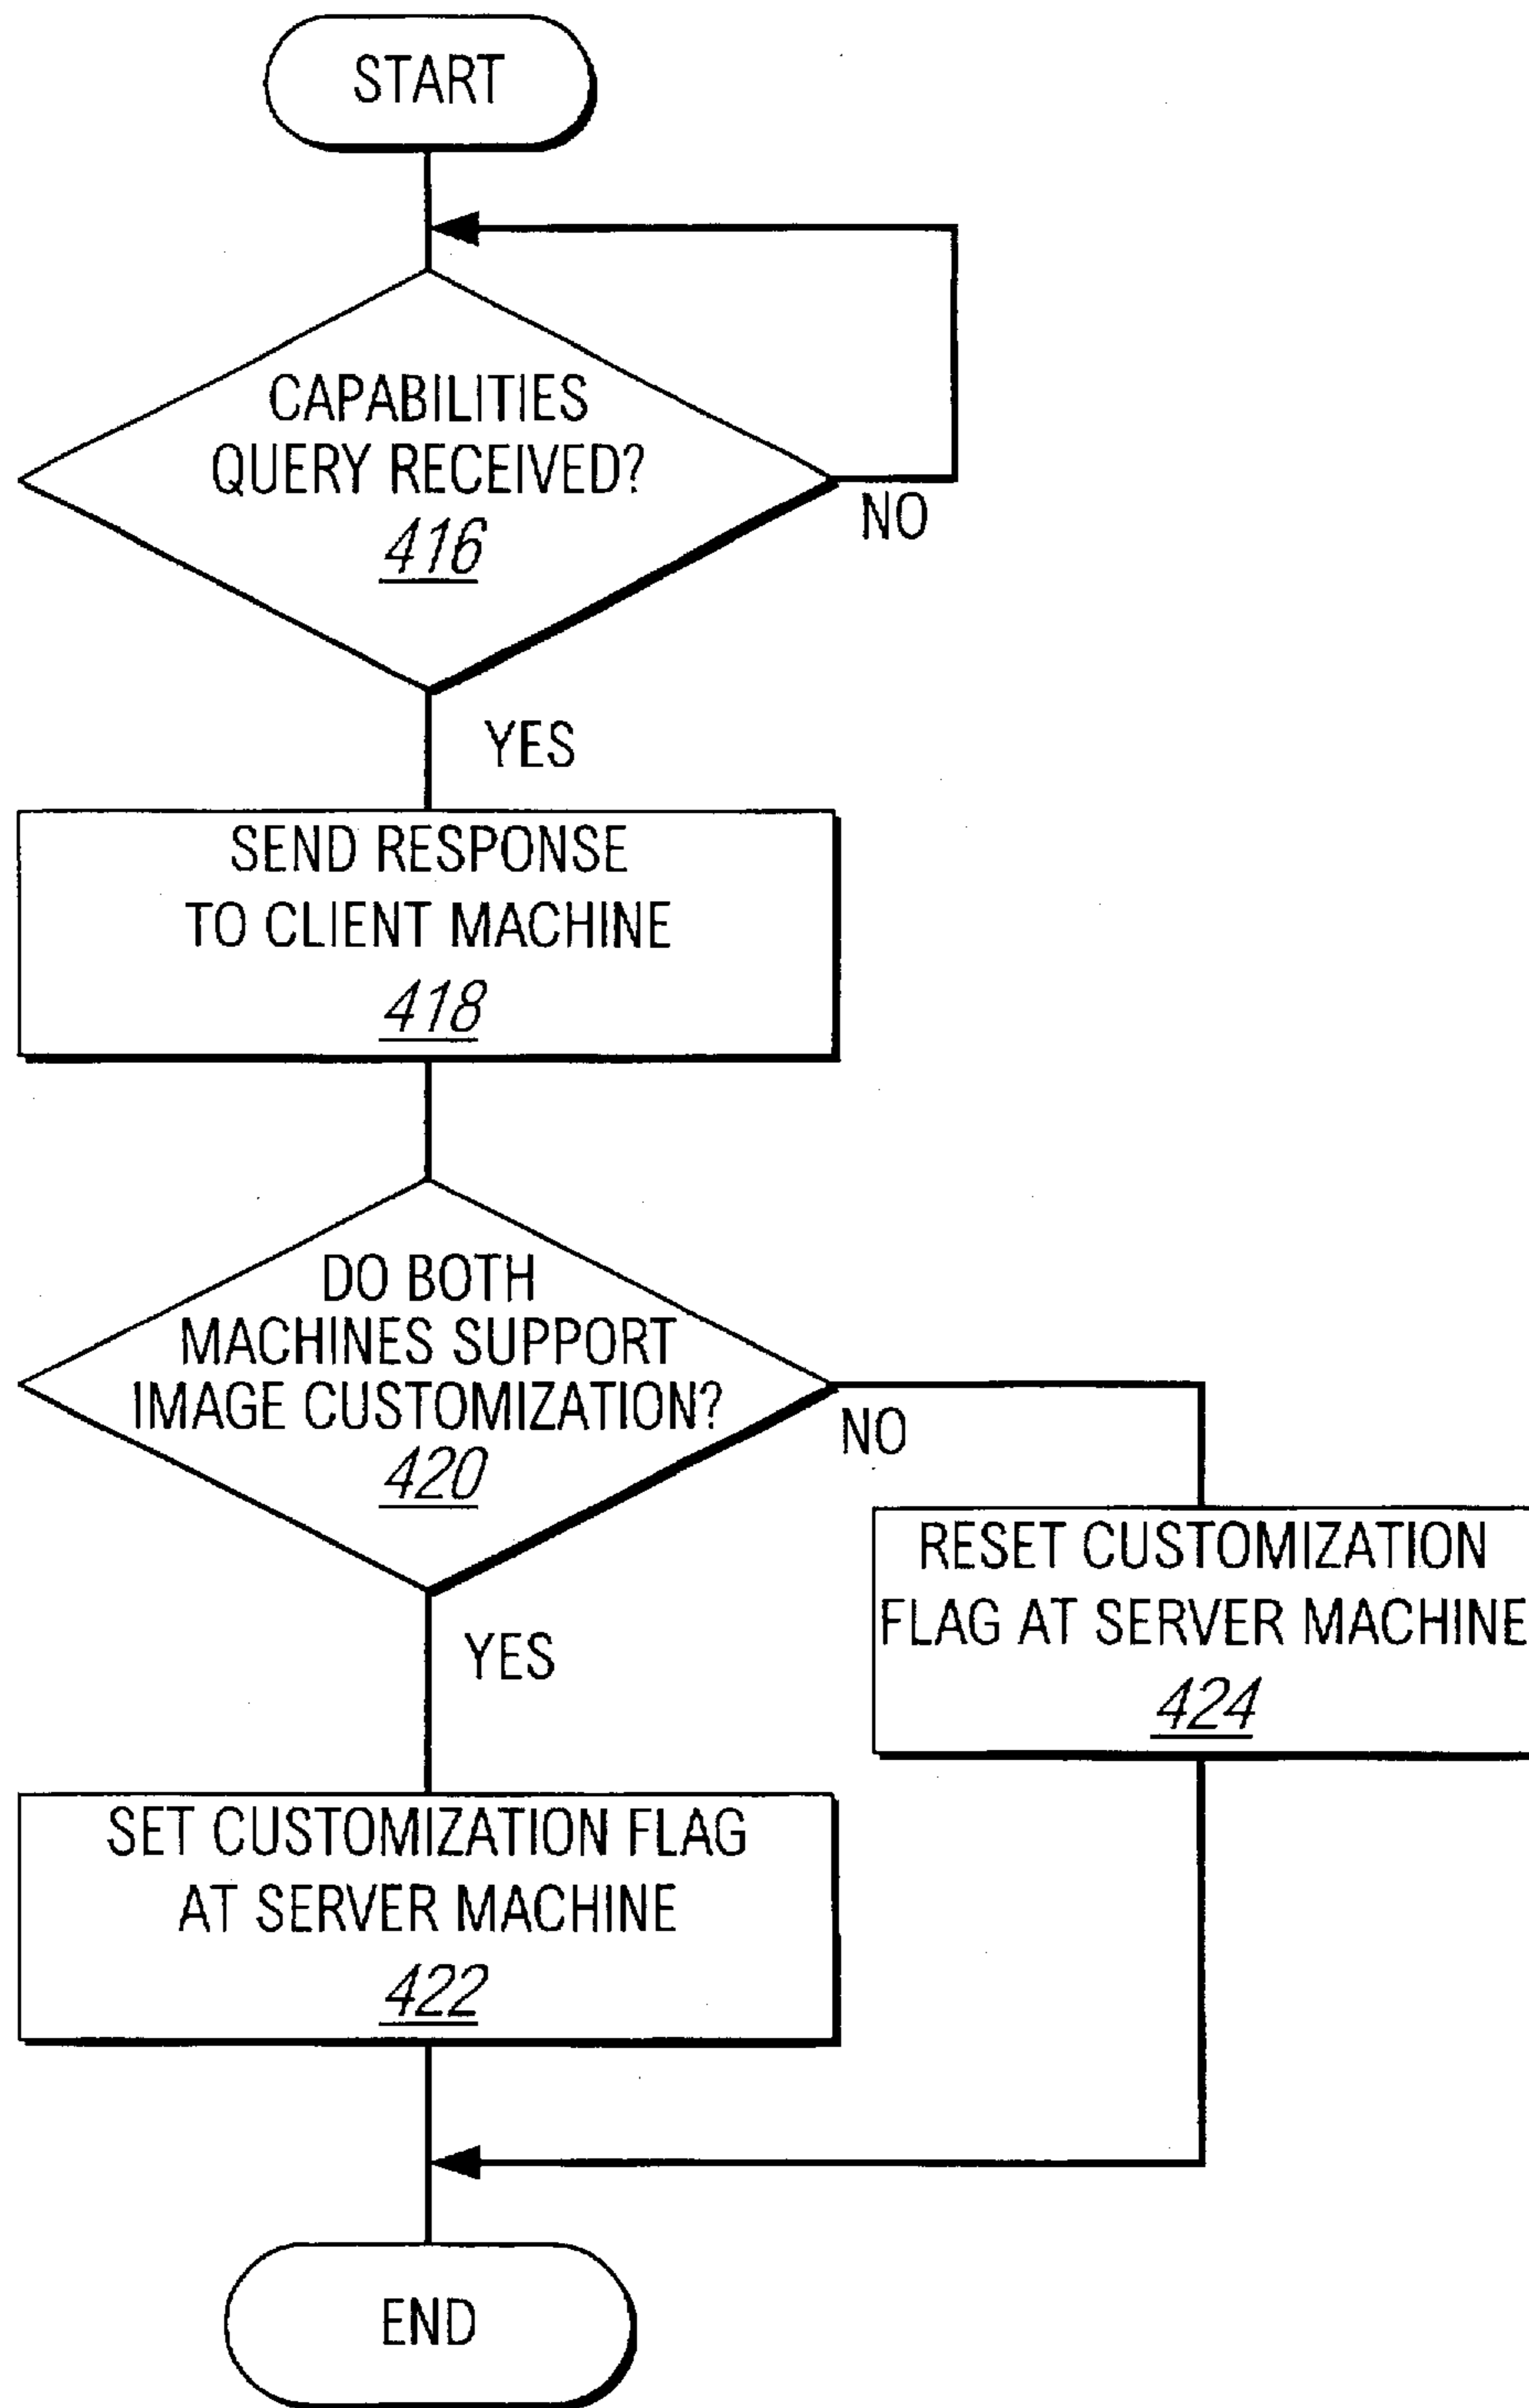 START
CAPABILITIES
QUERY RECEIVED?
416
NO
YES
SEND RESPONSE
TO CLIENT MACHINE
418
DO BOTH
MACHINES SUPPORT
IMAGE CUSTOMIZATION?
420
NO
YES
RESET CUSTOMIZATION
FLAG AT SERVER MACHINE
424
SET CUSTOMIZATION FLAG
AT SERVER MACHINE
422
END